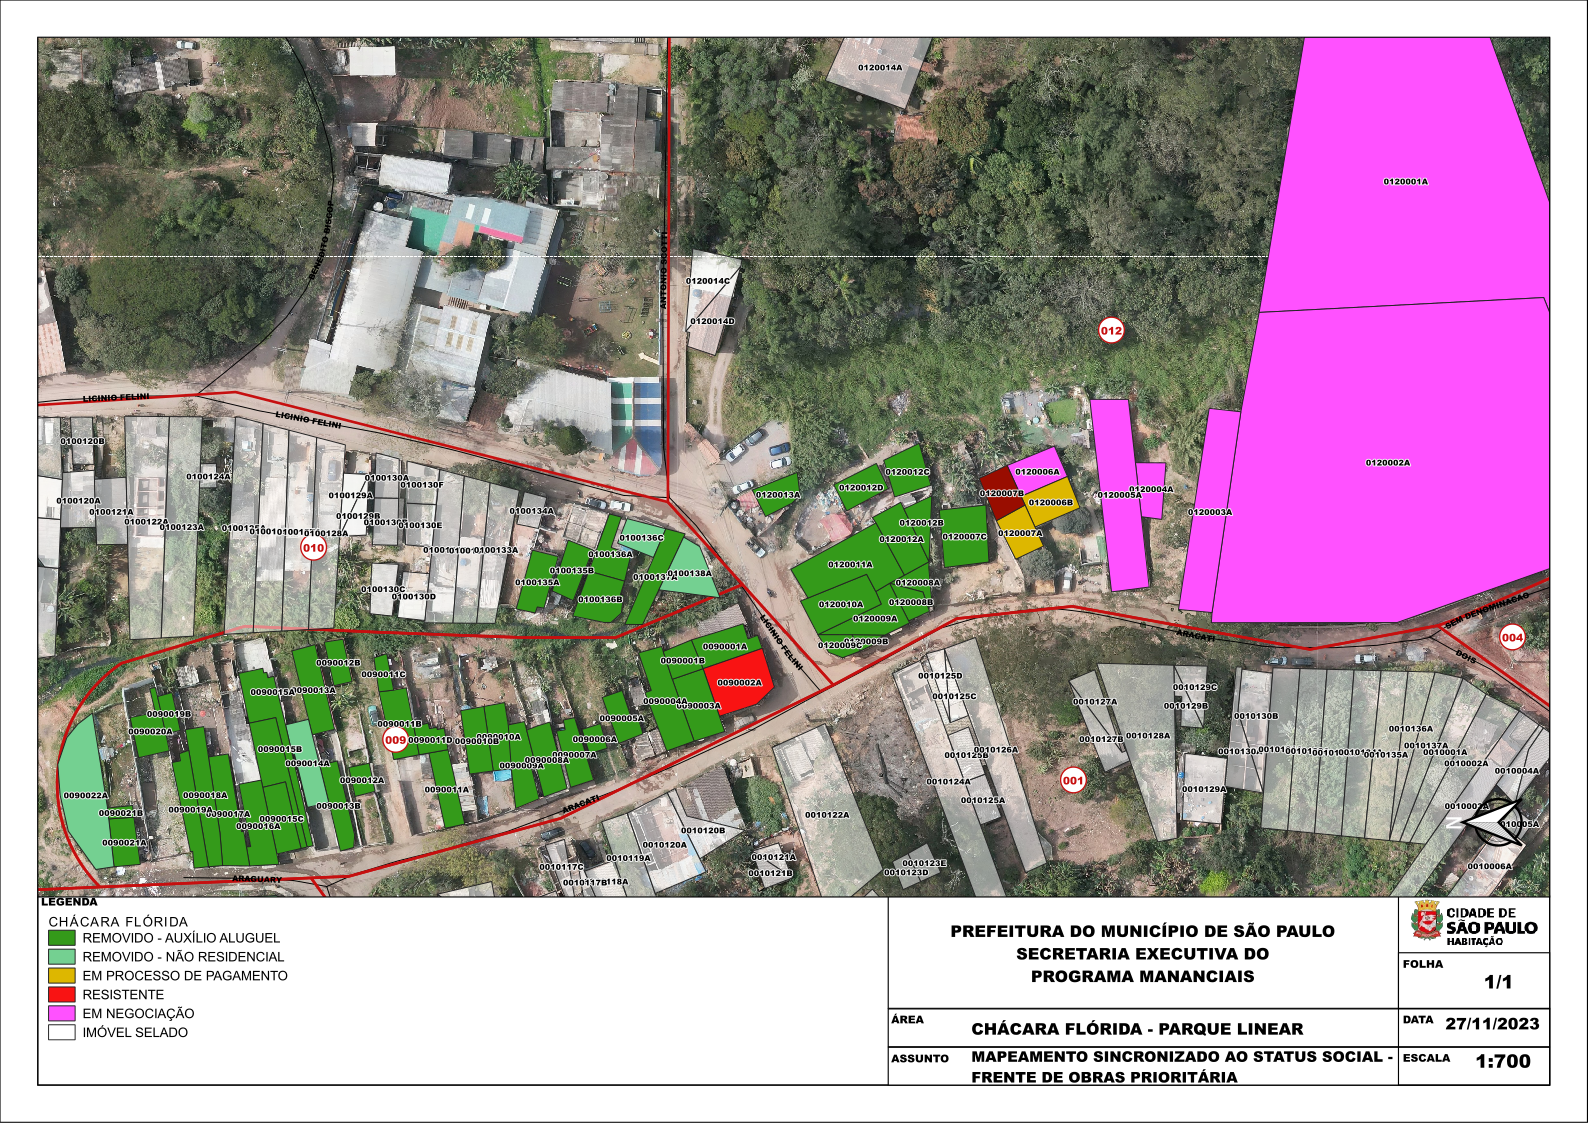 0120014A
0120001A
BENEDITO BISCOP
ANTONIO SCOTTI
0120014C
0120014D
012
LICINIO FELINI
LICINIO FELINI
0100120B
0100124A
0100120A
0100121A
0100122A
0100123A
0100130A
0100130F
0100129A
0100129B
0100130E
0100128A
0100134A
0100133A
010
0100130C
0100130D
0100135A
0100135B
0100136A
0100136B
0100136C
0100137A
0100138A
0120013A
0120012D
0120012C
0120012B
0120012A
0120011A
0120010A
0120009A
0120009B
0120009C
0120008A
0120008B
0120007C
0120007B
0120007A
0120006A
0120006B
0120005A
0120004A
0120003A
0120002A
LICINIO FELINI
ARACATI
SEM DENOMINACAO
DOIS
004
0090001A
0090001B
0090002A
0090003A
0090004A
0090005A
0090006A
0090007A
0090008A
0090009A
0090010A
0090010B
0090011A
0090011B
0090011C
0090011D
009
0090012A
0090012B
0090013A
0090013B
0090014A
0090015A
0090015B
0090015C
0090016A
0090017A
0090018A
0090019A
0090019B
0090020A
0090021A
0090021B
0090022A
ARACATI
ARAGUARY
0010117C
0010117B
118A
0010119A
0010120A
0010120B
0010121A
0010121B
0010122A
0010123E
0010123D
0010124A
0010125A
0010125B
0010125C
0010125D
0010126A
001
0010127A
0010127B
0010128A
0010129A
0010129B
0010129C
0010130B
0010135A
0010136A
0010137A
0010001A
0010002A
0010004A
0010006A
N
LEGENDA
CHÁCARA FLÓRIDA
REMOVIDO - AUXÍLIO ALUGUEL
REMOVIDO - NÃO RESIDENCIAL
EM PROCESSO DE PAGAMENTO
RESISTENTE
EM NEGOCIAÇÃO
IMÓVEL SELADO
PREFEITURA DO MUNICÍPIO DE SÃO PAULO
SECRETARIA EXECUTIVA DO
PROGRAMA MANANCIAIS
CIDADE DE
SÃO PAULO
HABITAÇÃO
FOLHA
1/1
ÁREA
CHÁCARA FLÓRIDA - PARQUE LINEAR
DATA 27/11/2023
ASSUNTO
MAPEAMENTO SINCRONIZADO AO STATUS SOCIAL -
FRENTE DE OBRAS PRIORITÁRIA
ESCALA 1:700